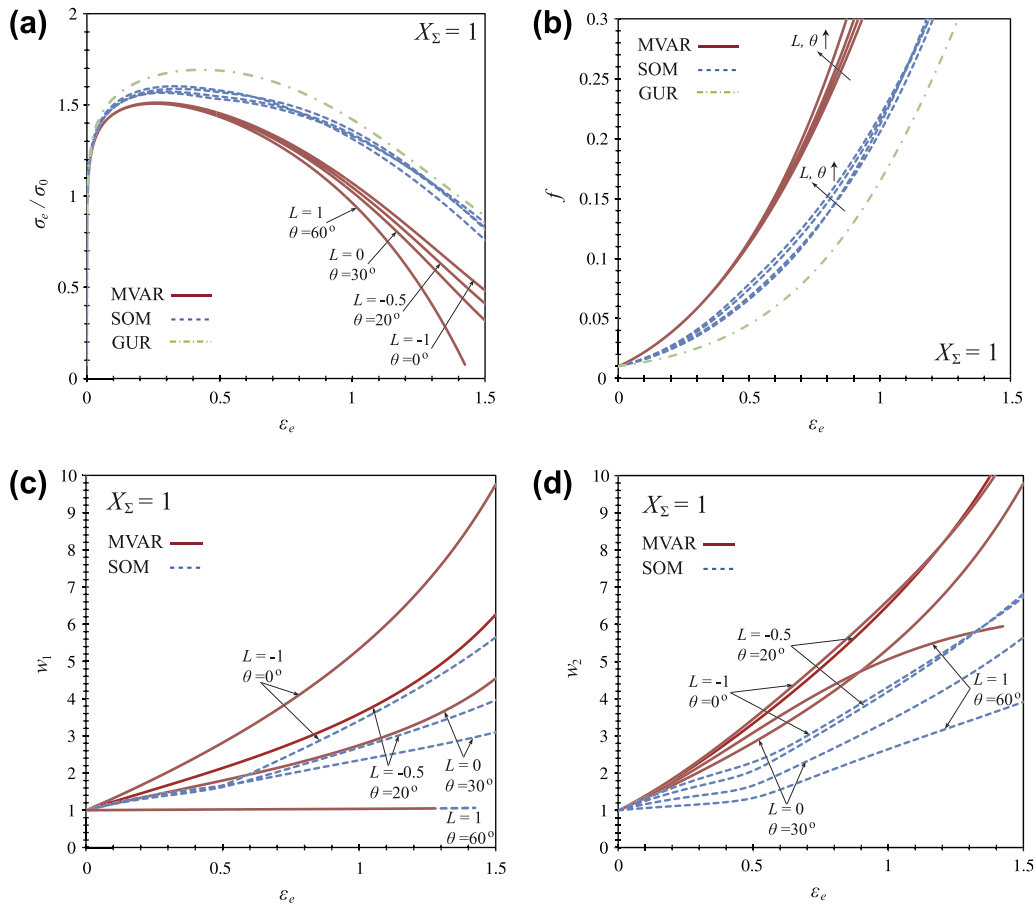 (a)
X_Σ = 1
2
1.5
1
0.5
0
σ_e / σ_0
L = 1
θ = 60°
L = 0
θ = 30°
L = -0.5
θ = 20°
L = -1
θ = 0°
MVAR
SOM
GUR
0
0.5
1
1.5
ε_e
(b)
MVAR
SOM
GUR
0.3
0.25
0.2
0.15
0.1
0.05
0
f
L, θ ↑
L, θ ↑
X_Σ = 1
0
0.5
1
1.5
ε_e
(c)
X_Σ = 1
MVAR
SOM
10
9
8
7
6
5
4
3
2
1
0
w_1
L = -1
θ = 0°
L = -0.5
θ = 20°
L = 0
θ = 30°
L = 1
θ = 60°
0
0.5
1
1.5
ε_e
(d)
X_Σ = 1
MVAR
SOM
10
9
8
7
6
5
4
3
2
1
0
w_2
L = -0.5
θ = 20°
L = -1
θ = 0°
L = 1
θ = 60°
L = 0
θ = 30°
0
0.5
1
1.5
ε_e